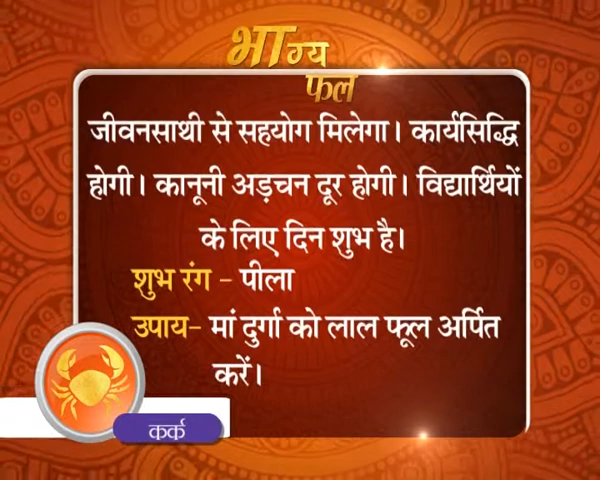 भाग्य
फल
जीवनसाथी से सहयोग मिलेगा। कार्यसिद्धि
होगी। कानूनी अड़चन दूर होगी। विद्यार्थियों
के लिए दिन शुभ है।
शुभ रंग - पीला
उपाय- मां दुर्गा को लाल फूल अर्पित
करें।
कर्क